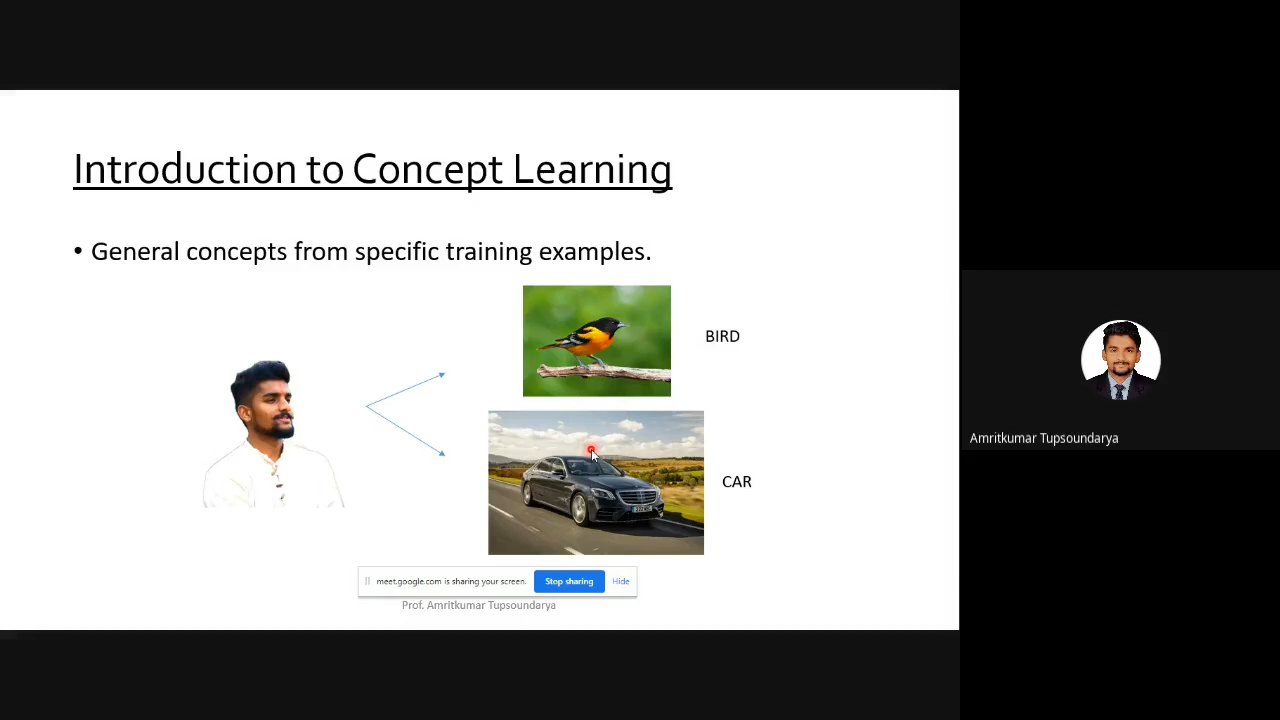 Introduction to Concept Learning
• General concepts from specific training examples.
BIRD
CAR
meet.google.com is sharing your screen. Stop sharing Hide
Prof. Amritkumar Tupsoundarya
Amritkumar Tupsoundarya